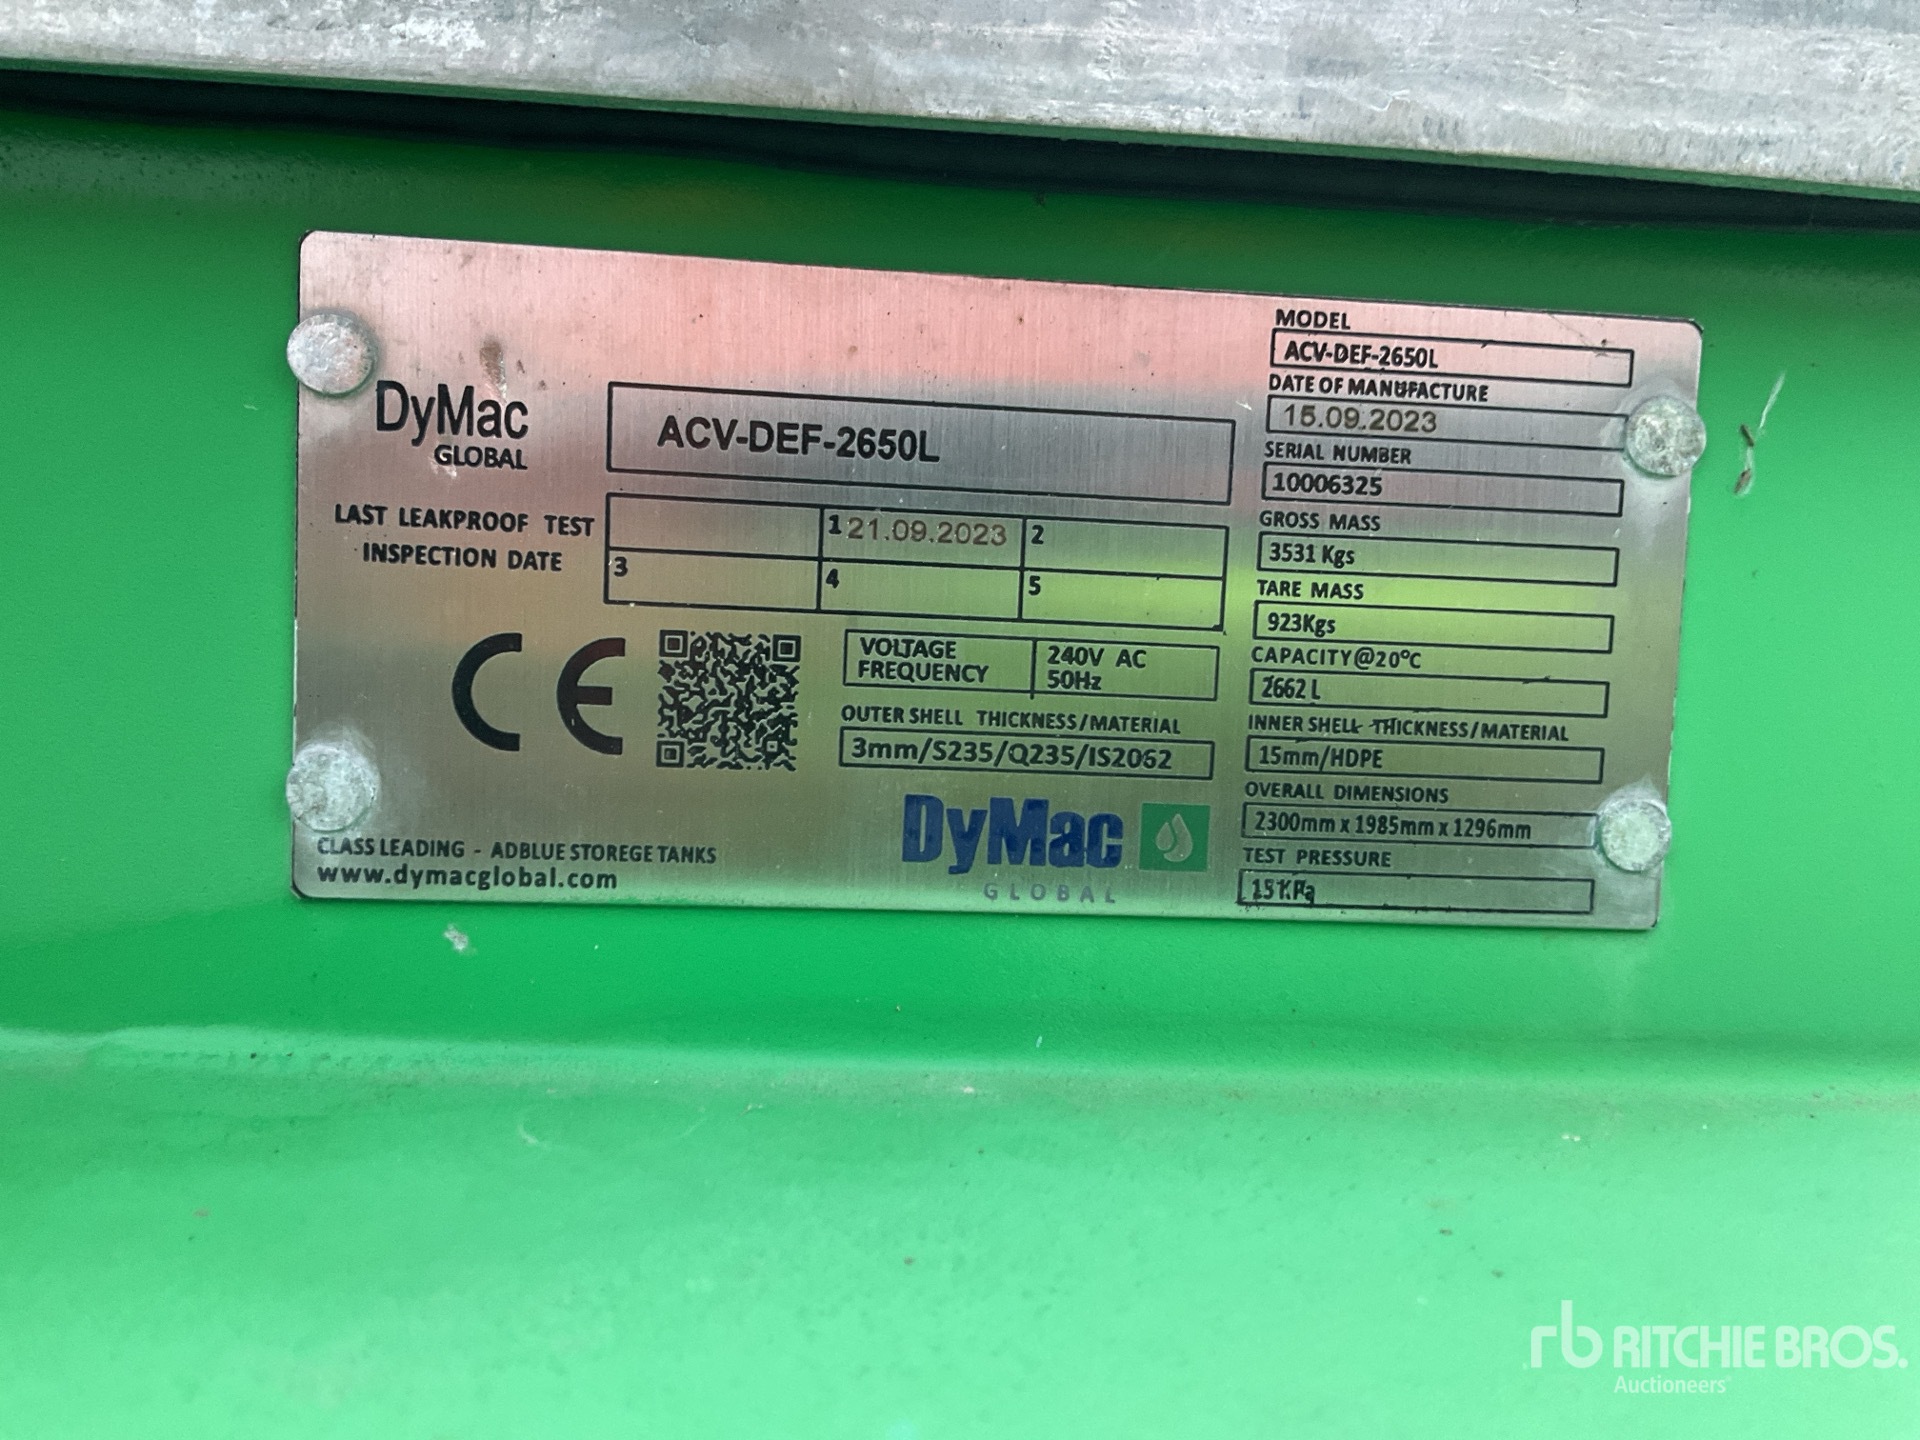 DyMac
GLOBAL
ACV-DEF-2650L
LAST LEAKPROOF TEST
INSPECTION DATE
1 21.09.2023
2
3
4
5
CE
VOLTAGE
FREQUENCY
240V AC
50Hz
OUTER SHELL THICKNESS/MATERIAL
3mm/S235/Q235/IS2062
DyMac
GLOBAL
CLASS LEADING - ADBLUE STOREGE TANKS
www.dymacglobal.com
MODEL
ACV-DEF-2650L
DATE OF MANUFACTURE
15.09.2023
SERIAL NUMBER
10006325
GROSS MASS
3531 Kgs
TARE MASS
923Kgs
CAPACITY@20°C
2662 L
INNER SHELL THICKNESS/MATERIAL
15mm/HDPE
OVERALL DIMENSIONS
2300mm x 1985mm x 1296mm
TEST PRESSURE
15KPa
rb RITCHIE BROS.
Auctioneers